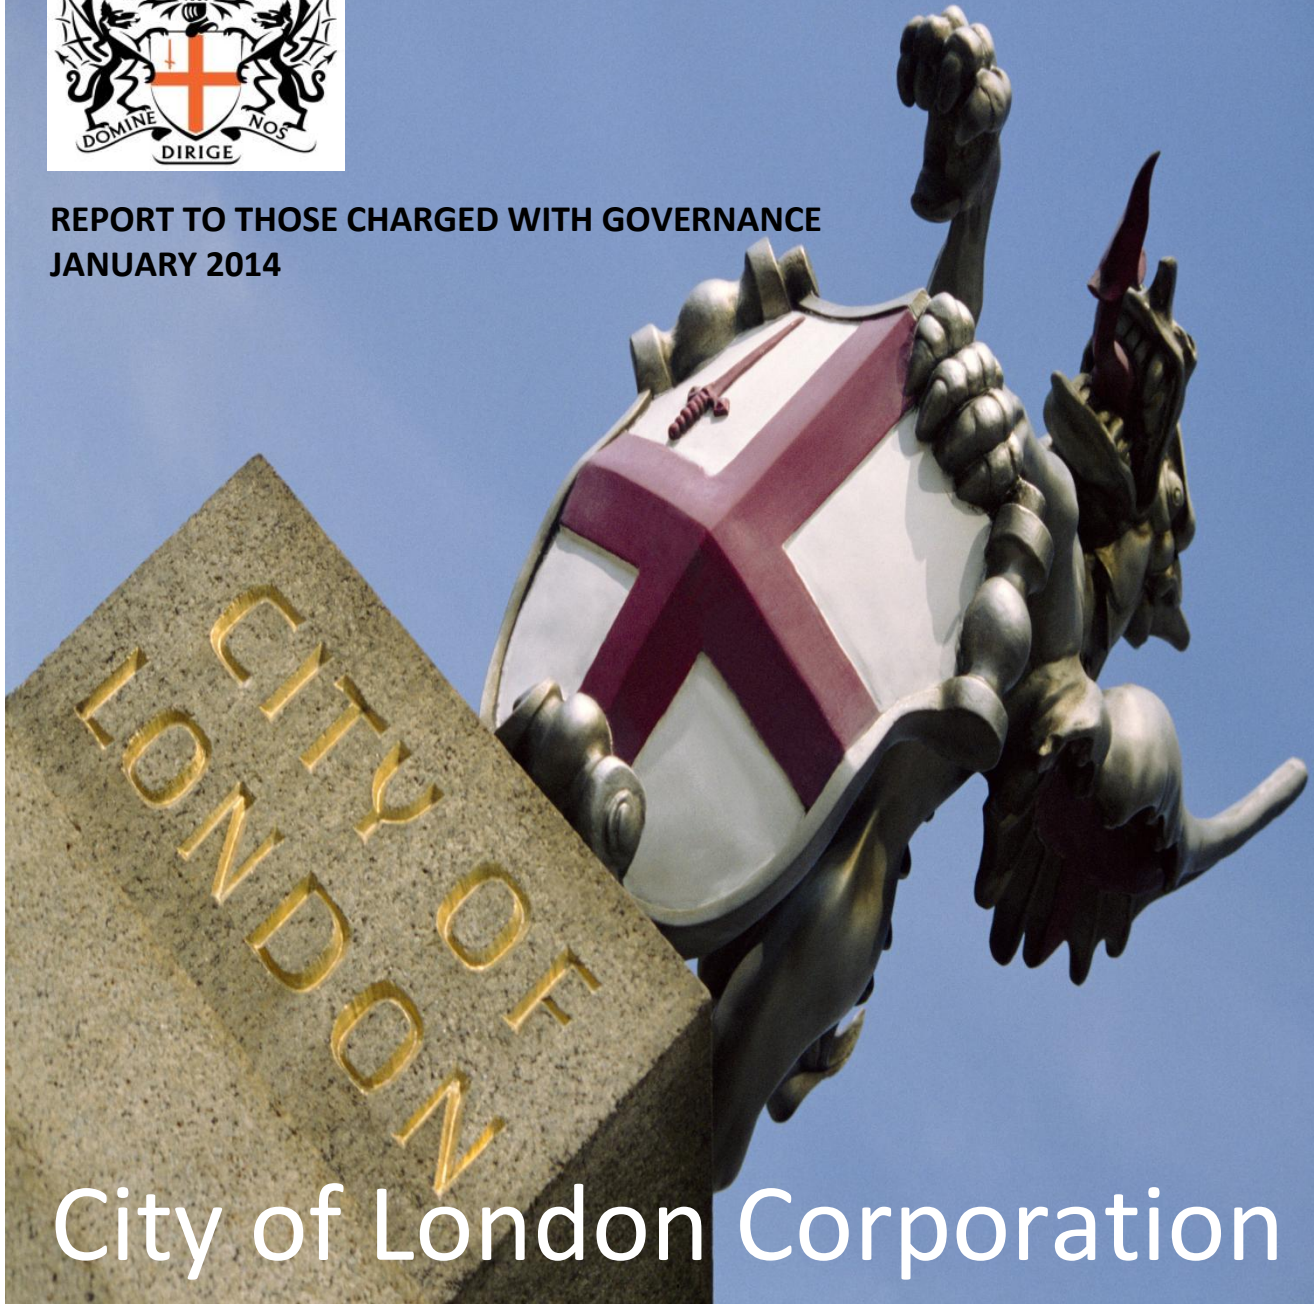 DOMINE NOS
DIRIGE
REPORT TO THOSE CHARGED WITH GOVERNANCE
JANUARY 2014
CITY OF
LONDON
City of London Corporation